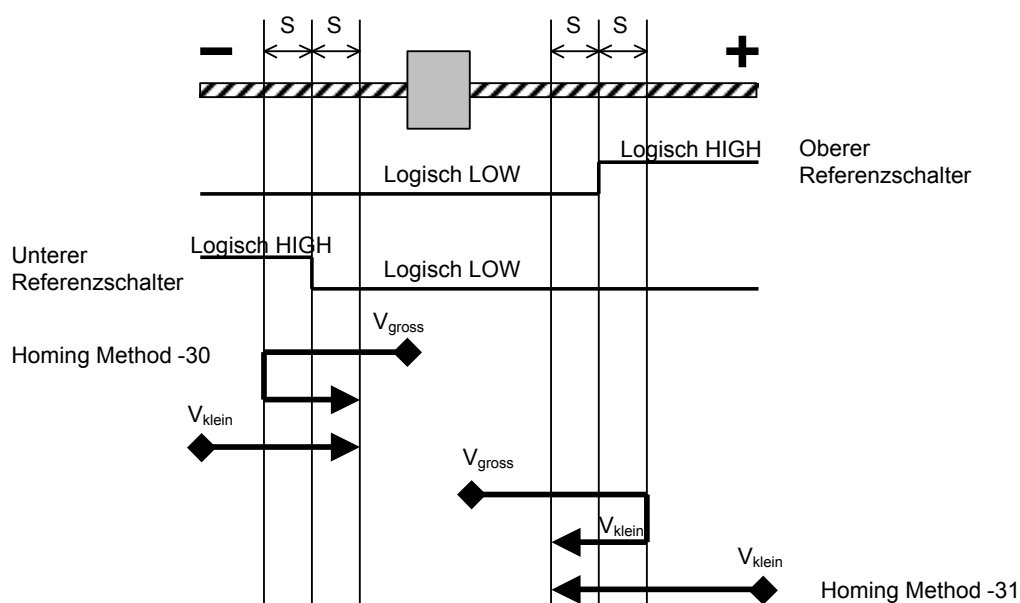 S S S S
− +
Logisch HIGH Oberer
Referenzschalter
Logisch LOW
Unterer
Referenzschalter
Logisch HIGH
Logisch LOW
Vgross
Homing Method -30
Vklein
Vgross
Vklein
Vklein
Homing Method -31